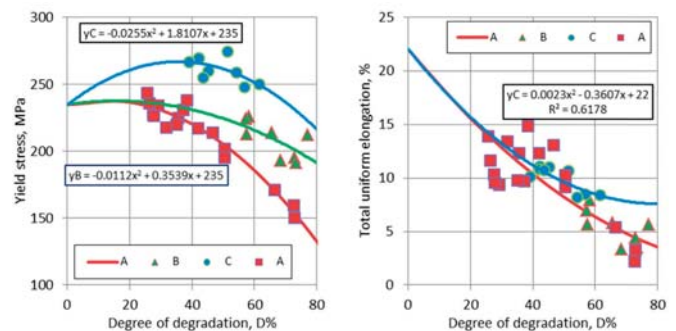 350
300
250
200
150
100
0 20 40 60 80
Yield stress, MPa
Degree of degradation, D%
yC = -0.0255x² + 1.8107x + 235
yB = -0.0112x² + 0.3539x + 235
A B C A
25
20
15
10
5
0
0 20 40 60 80
Total uniform elongation, %
Degree of degradation, D%
A B C A
yC = 0.0023x² - 0.3607x + 22
R² = 0.6178